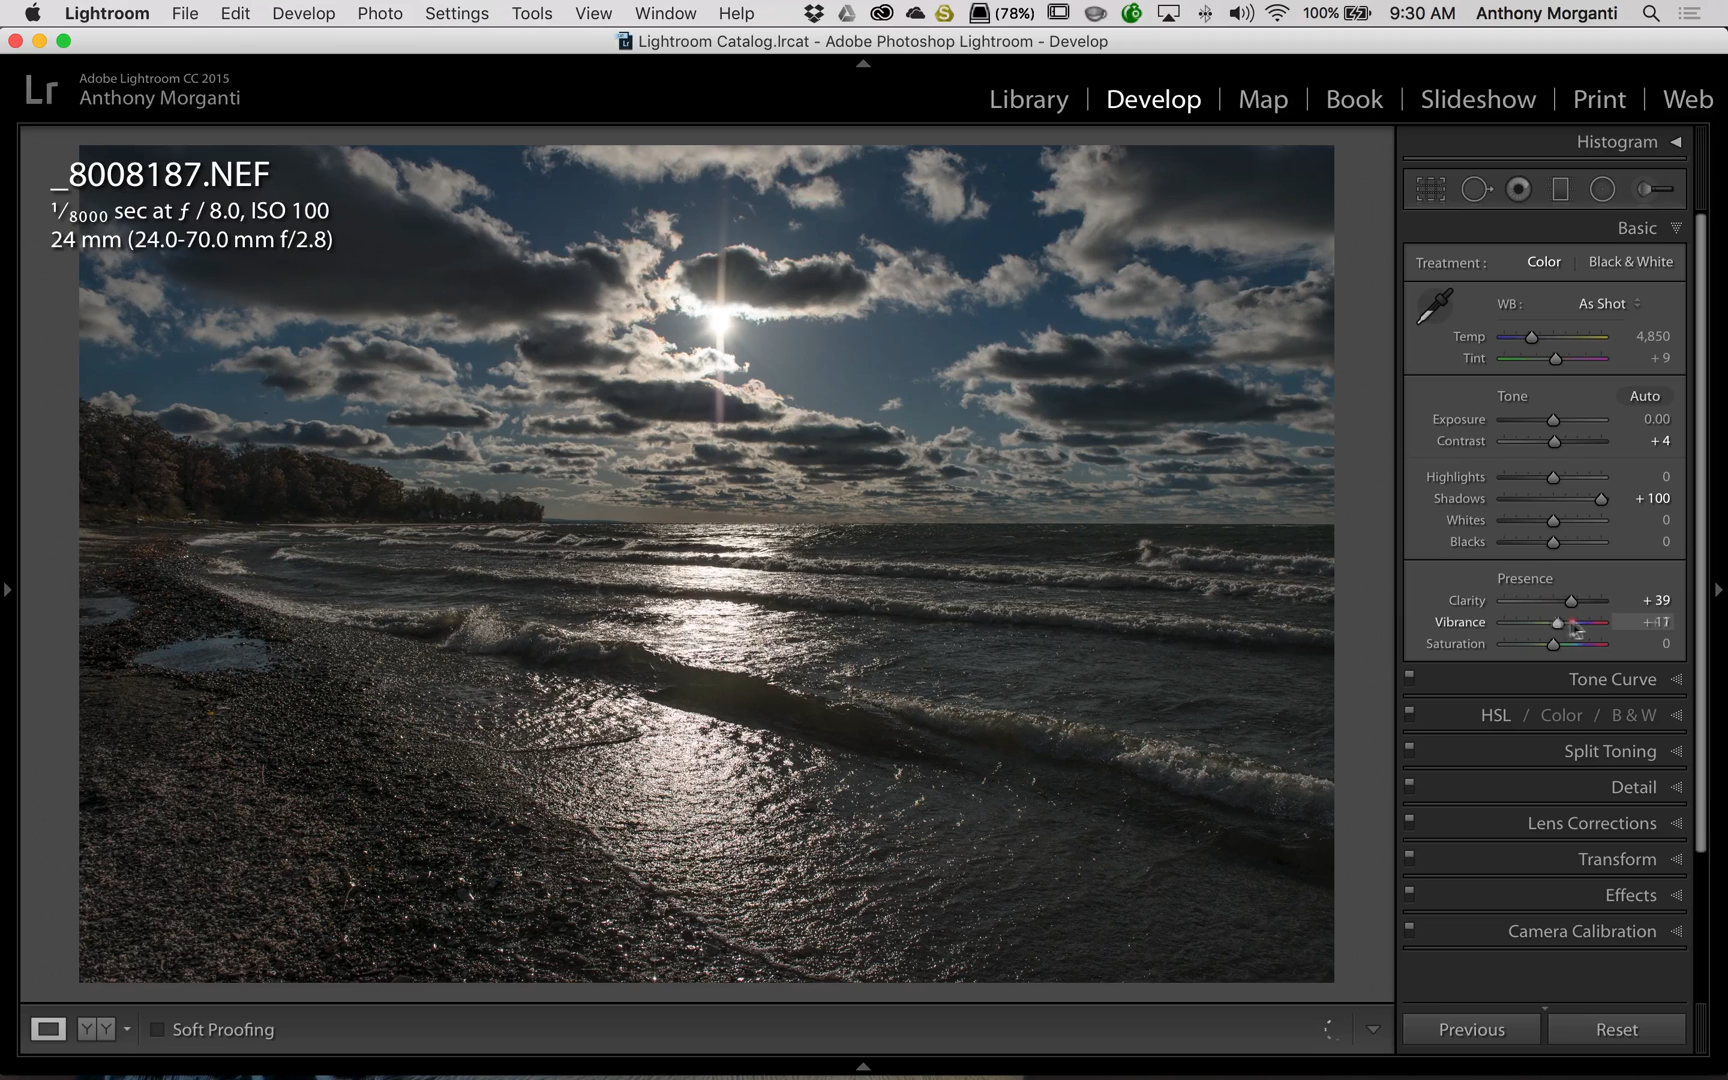 Lightroom File Edit Develop Photo Settings Tools View Window Help (78%) 100% 9:30 AM Anthony Morganti
Lightroom Catalog.lrcat - Adobe Photoshop Lightroom - Develop
Lr
Adobe Lightroom CC 2015
Anthony Morganti
Library | Develop | Map | Book | Slideshow | Print | Web
_8008187.NEF
1/8000 sec at ƒ / 8.0, ISO 100
24 mm (24.0-70.0 mm f/2.8)
Histogram
Basic
Treatment : Color Black & White
WB : As Shot
Temp 4,850
Tint + 9
Tone Auto
Exposure 0.00
Contrast + 4
Highlights 0
Shadows + 100
Whites 0
Blacks 0
Presence
Clarity + 39
Vibrance
Saturation 0
Tone Curve
HSL / Color / B & W
Split Toning
Detail
Lens Corrections
Transform
Effects
Camera Calibration
YY Soft Proofing
Previous Reset